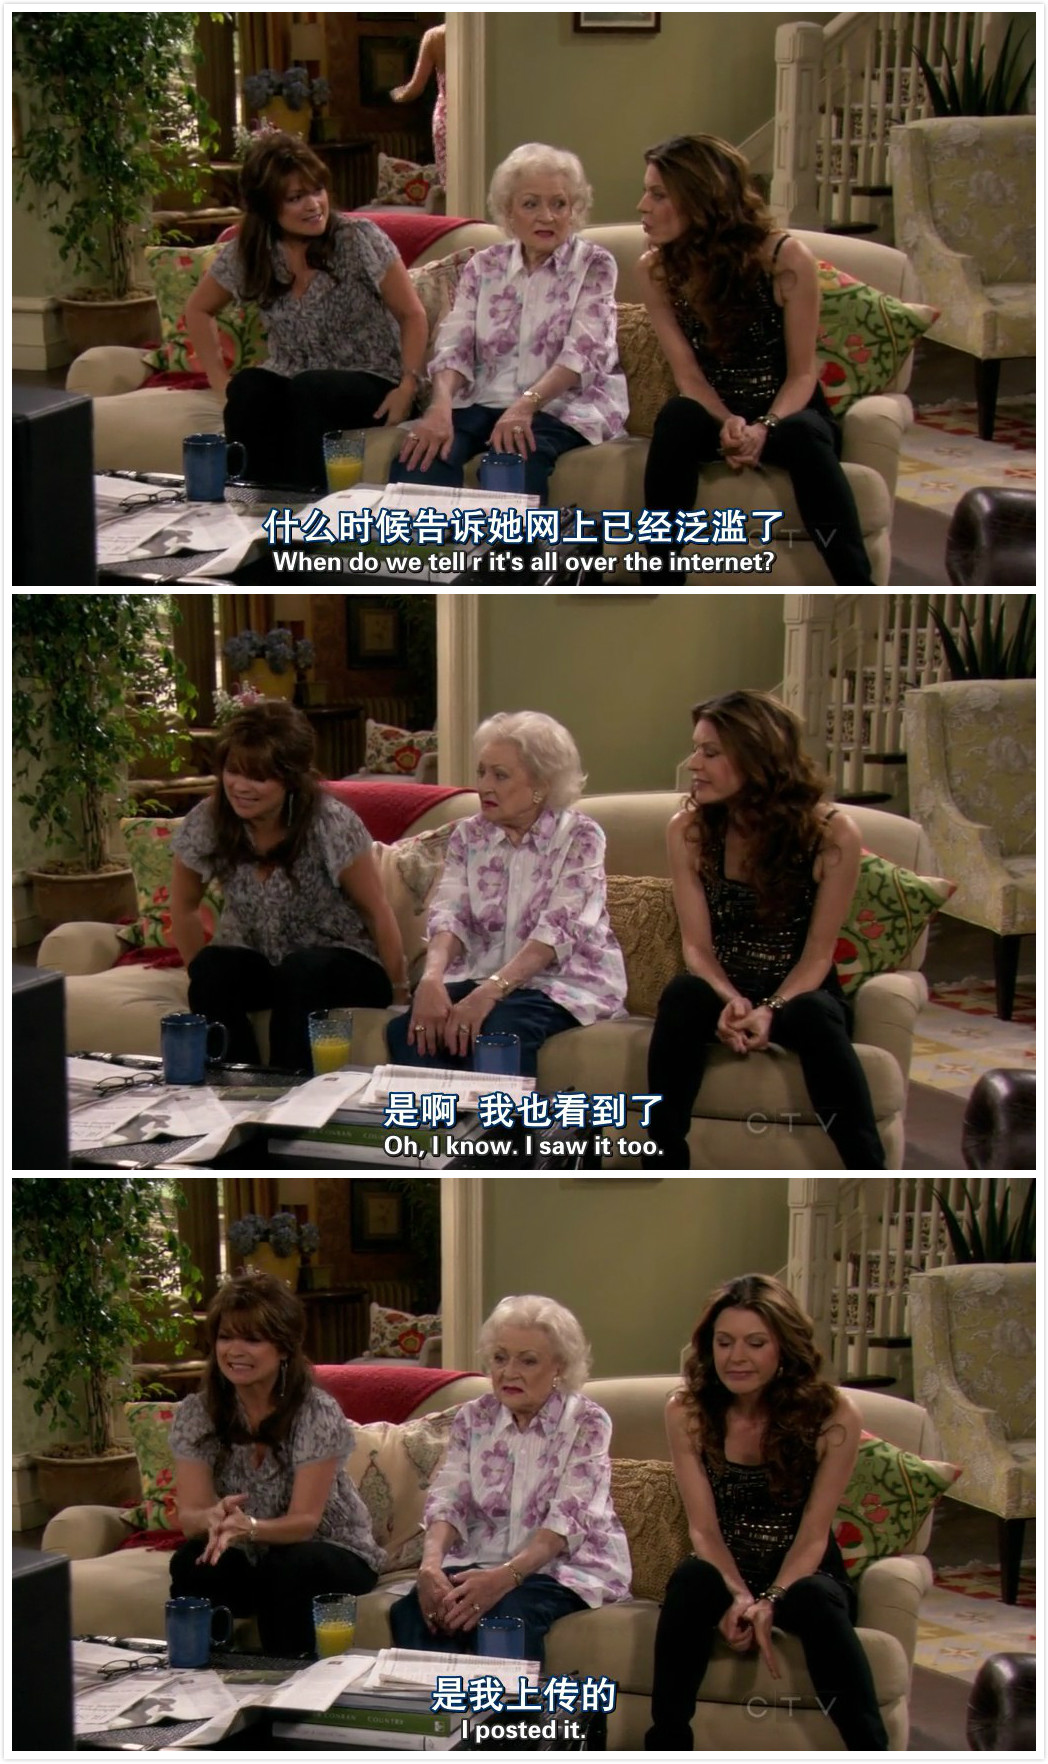 什么时候告诉她网上已经泛滥了
When do we tell r it's all over the internet?
CTV
是啊 我也看到了
Oh, I know. I saw it too.
CTV
COUNTRY
是我上传的
I posted it.
CTV